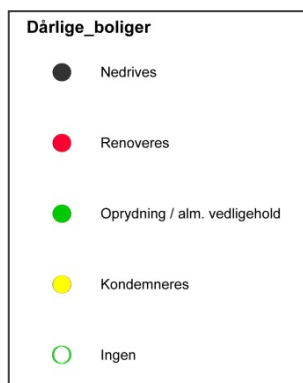 Dårlige_boliger
Nedrives
Renoveres
Oprydning / alm. vedligehold
Kondemneres
Ingen